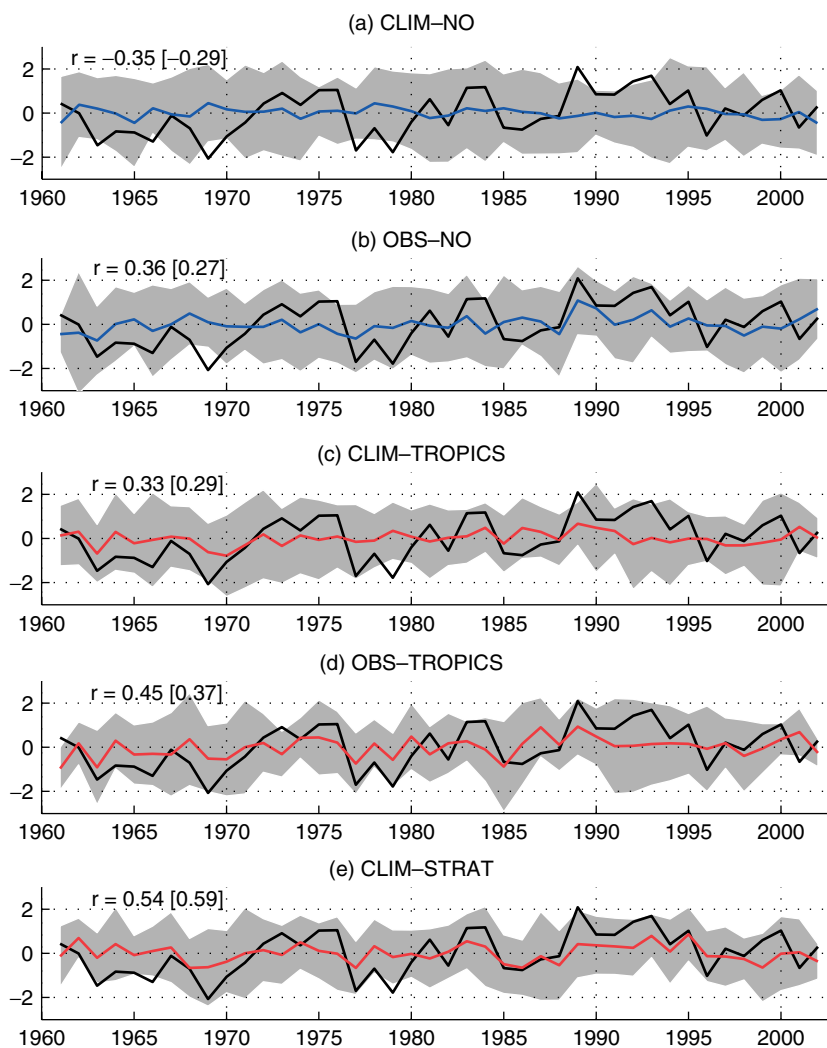 (a) CLIM–NO
r = −0.35 [−0.29]
2
0
−2
1960 1965 1970 1975 1980 1985 1990 1995 2000
(b) OBS–NO
r = 0.36 [0.27]
2
0
−2
1960 1965 1970 1975 1980 1985 1990 1995 2000
(c) CLIM–TROPICS
r = 0.33 [0.29]
2
0
−2
1960 1965 1970 1975 1980 1985 1990 1995 2000
(d) OBS–TROPICS
r = 0.45 [0.37]
2
0
−2
1960 1965 1970 1975 1980 1985 1990 1995 2000
(e) CLIM–STRAT
r = 0.54 [0.59]
2
0
−2
1960 1965 1970 1975 1980 1985 1990 1995 2000